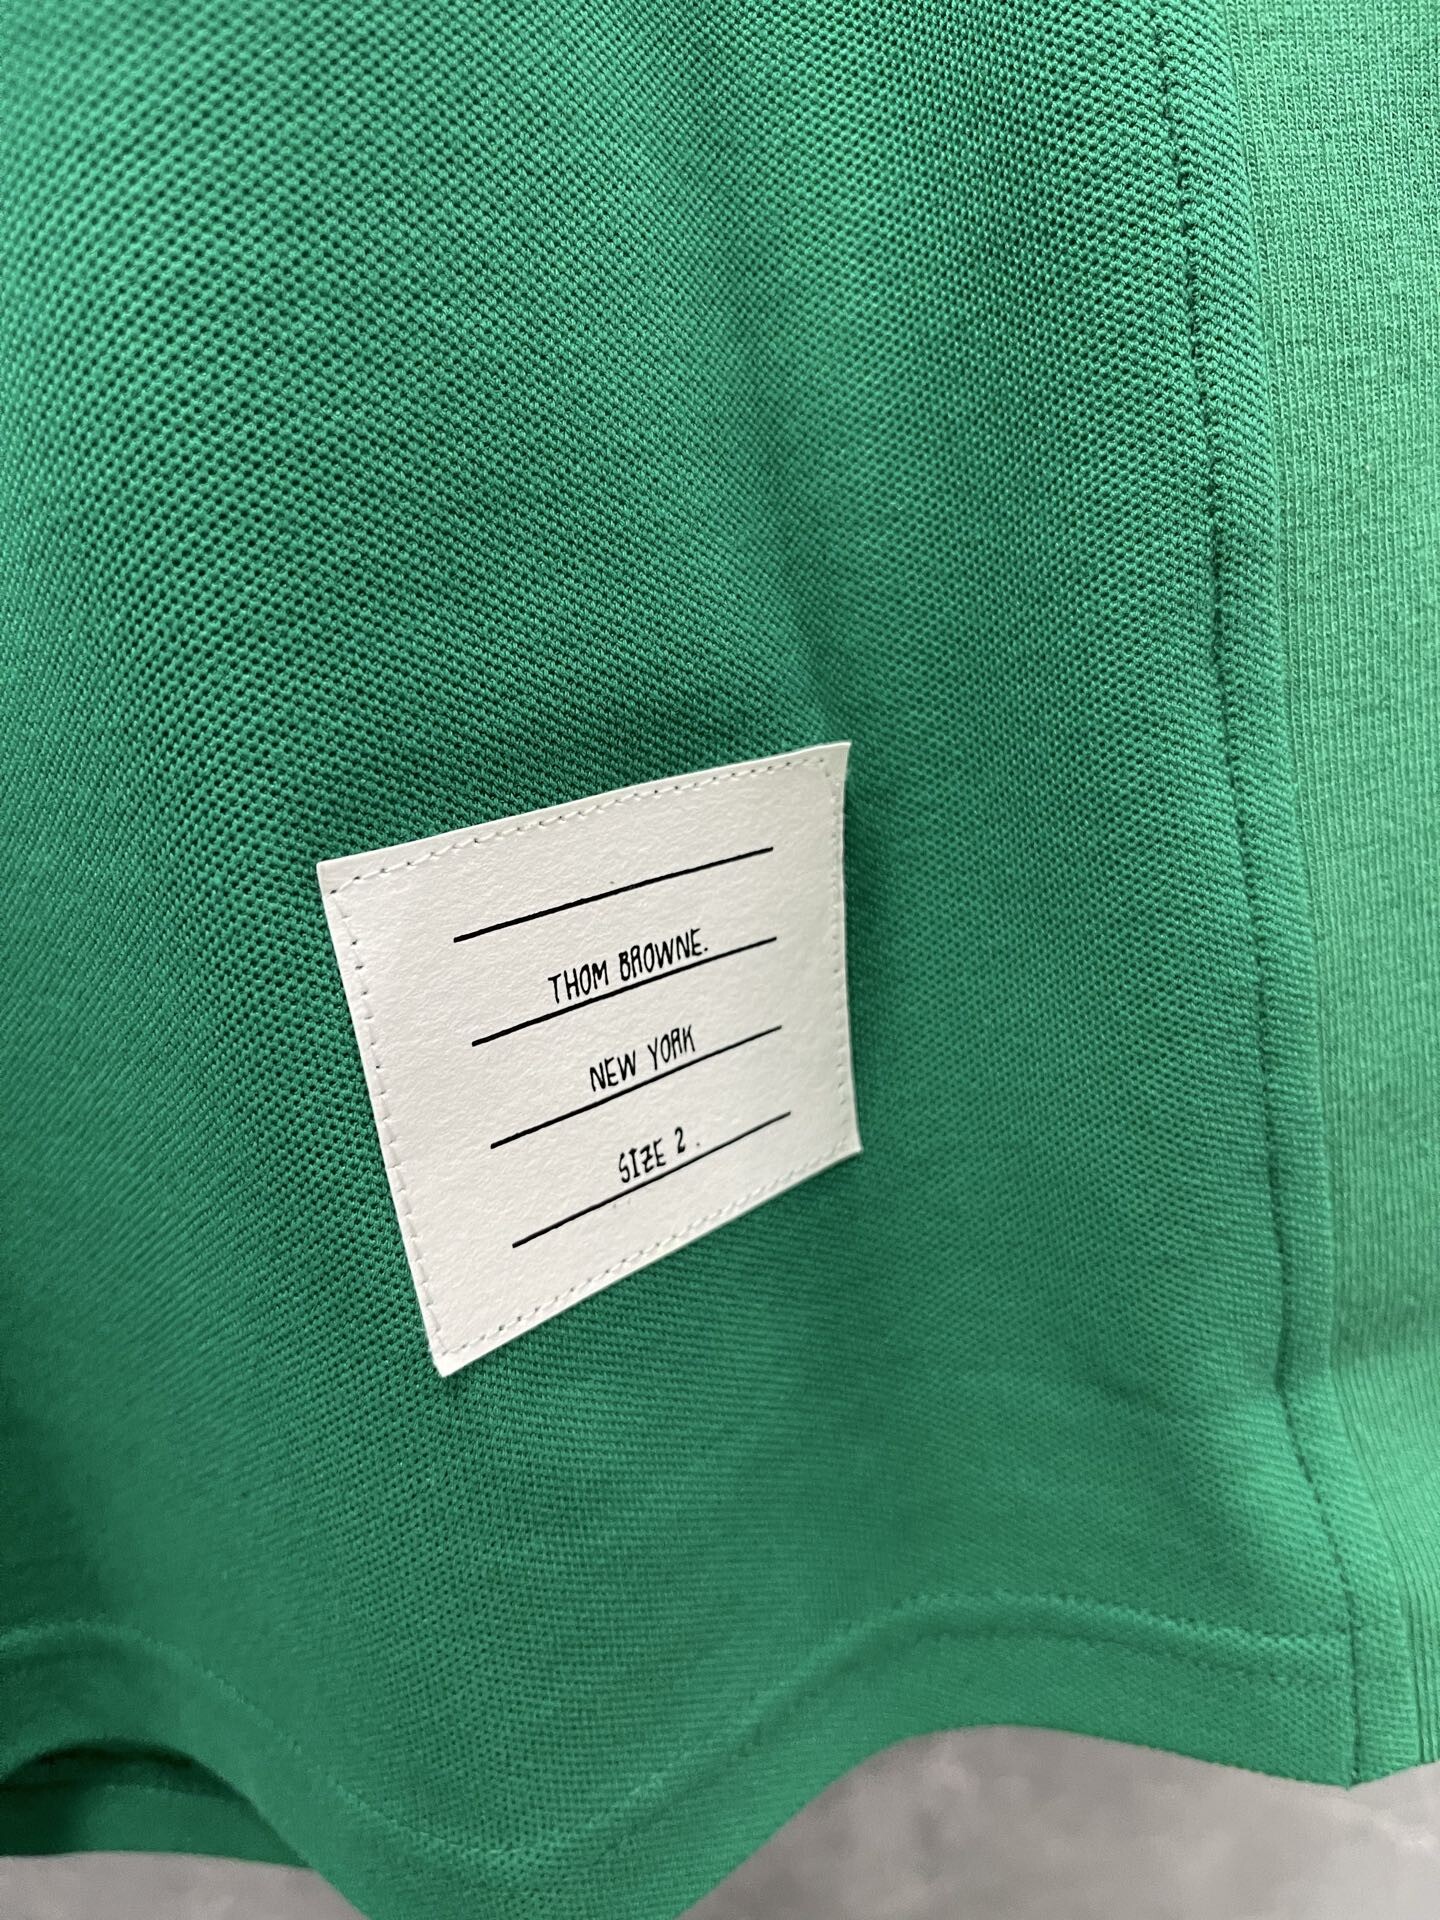 THOM BROWNE.
NEW YORK
SIZE 2.